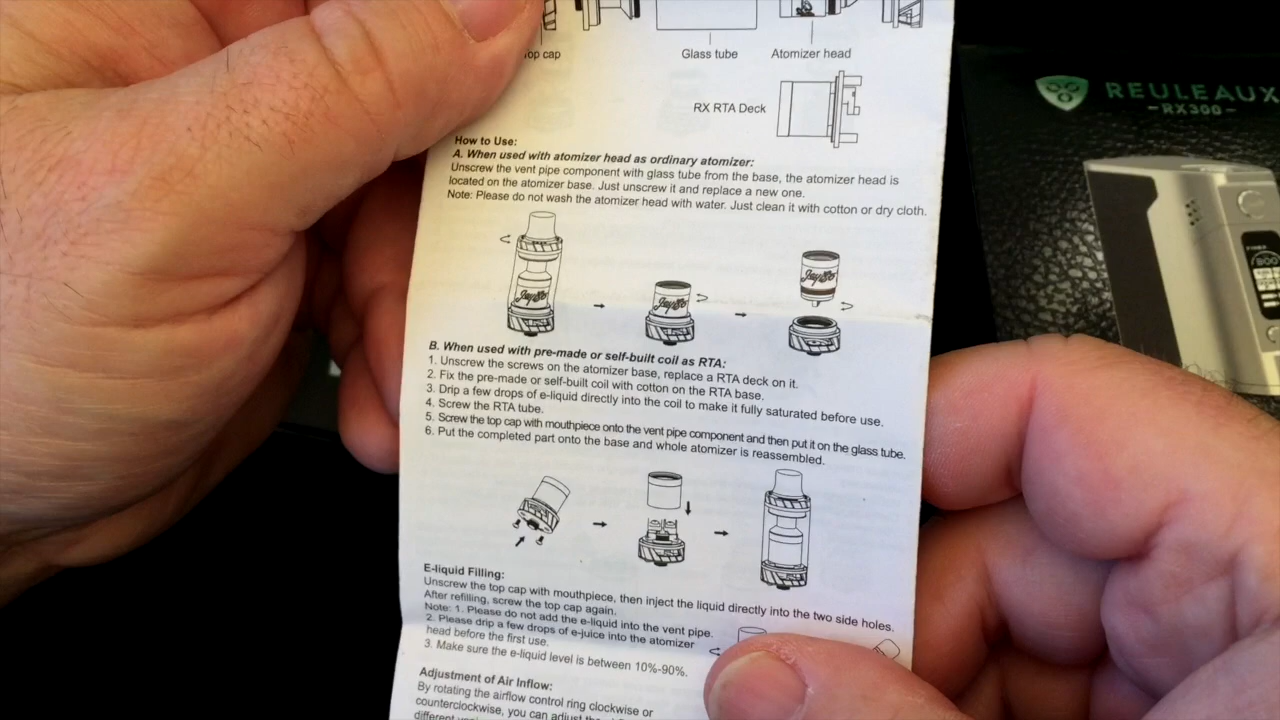 op cap
Glass tube
Atomizer head
RX RTA Deck
REULEAUX
RX300
How to Use:
A. When used with atomizer head as ordinary atomizer:
Unscrew the vent pipe component with glass tube from the base, the atomizer head is
located on the atomizer base. Just unscrew it and replace a new one.
Note: Please do not wash the atomizer head with water. Just clean it with cotton or dry cloth.
B. When used with pre-made or self-built coil as RTA:
1. Unscrew the screws on the atomizer base, replace a RTA deck on it.
2. Fix the pre-made or self-built coil with cotton on the RTA base.
3. Drip a few drops of e-liquid directly into the coil to make it fully saturated before use.
4. Screw the RTA tube.
5. Screw the top cap with mouthpiece onto the vent pipe component and then put it on the glass tube.
6. Put the completed part onto the base and whole atomizer is reassembled.
E-liquid Filling:
Unscrew the top cap with mouthpiece, then inject the liquid directly into the two side holes.
After refilling, screw the top cap again.
Note: 1. Please do not add the e-liquid into the vent pipe.
2. Please drip a few drops of e-juice into the atomizer
head before the first use.
3. Make sure the e-liquid level is between 10%-90%.
Adjustment of Air Inflow:
By rotating the airflow control ring clockwise or
counterclockwise, you can adjust the
different